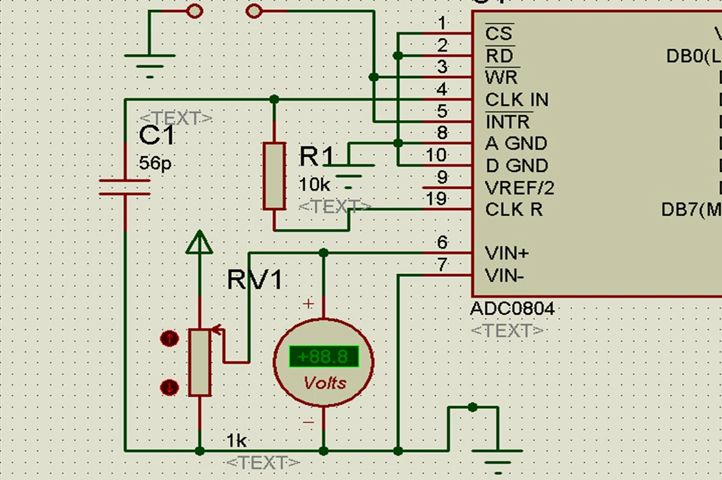 1
CS
2
RD
DB0(L
3
WR
4
CLK IN
<TEXT>
C1
5
INTR
8
A GND
R1
56p
10
D GND
10k
9
VREF/2
<TEXT>
19
CLK R
DB7(M
6
VIN+
7
VIN-
RV1
+
ADC0804
<TEXT>
+88.8
Volts
−
1k
<TEXT>